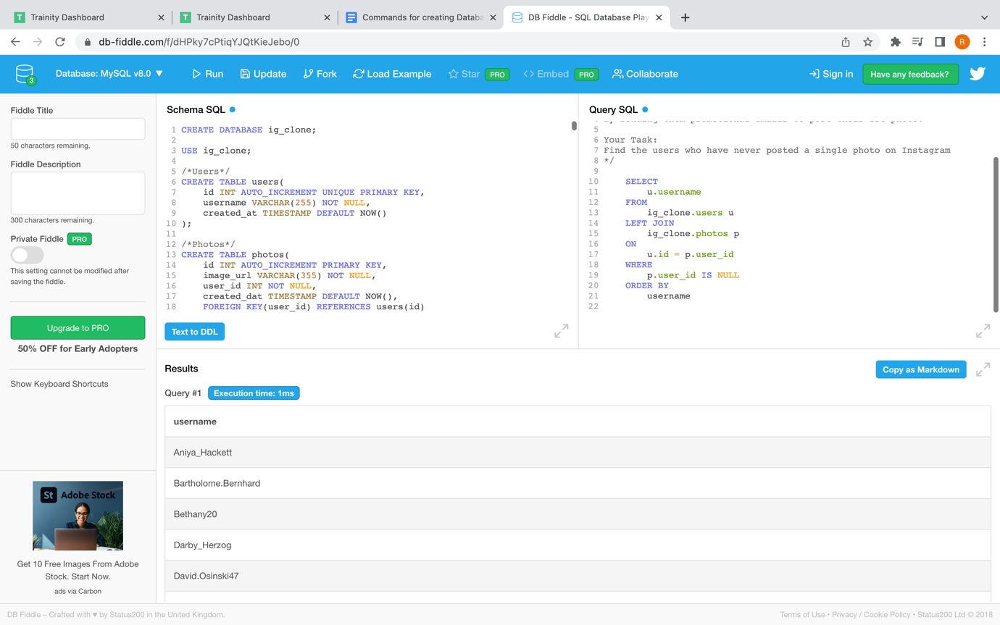 Trainity Dashboard
Trainity Dashboard
Commands for creating Databa
DB Fiddle - SQL Database Play
db-fiddle.com/f/dHPky7cPtiqYJQtKieJebo/0
R
3
Database: MySQL v8.0 ▼
Run
Update
Fork
Load Example
Star PRO
<> Embed PRO
Collaborate
Sign in
Have any feedback?
Fiddle Title
50 characters remaining.
Fiddle Description
300 characters remaining.
Private Fiddle PRO
This setting cannot be modified after
saving the fiddle.
Upgrade to PRO
50% OFF for Early Adopters
Show Keyboard Shortcuts
St Adobe Stock
Get 10 Free Images From Adobe
Stock. Start Now.
ads via Carbon
Schema SQL
1 CREATE DATABASE ig_clone;
2
3 USE ig_clone;
4
5 /*Users*/
6 CREATE TABLE users(
7 id INT AUTO_INCREMENT UNIQUE PRIMARY KEY,
8 username VARCHAR(255) NOT NULL,
9 created_at TIMESTAMP DEFAULT NOW()
10 );
11
12 /*Photos*/
13 CREATE TABLE photos(
14 id INT AUTO_INCREMENT PRIMARY KEY,
15 image_url VARCHAR(355) NOT NULL,
16 user_id INT NOT NULL,
17 created_dat TIMESTAMP DEFAULT NOW(),
18 FOREIGN KEY(user_id) REFERENCES users(id)
Text to DDL
Query SQL
5
6 Your Task:
7 Find the users who have never posted a single photo on Instagram
8 */
9
10 SELECT
11 u.username
12 FROM
13 ig_clone.users u
14 LEFT JOIN
15 ig_clone.photos p
16 ON
17 u.id = p.user_id
18 WHERE
19 p.user_id IS NULL
20 ORDER BY
21 username
22
Results
Copy as Markdown
Query #1 Execution time: 1ms
username
Aniya_Hackett
Bartholome.Bernhard
Bethany20
Darby_Herzog
David.Osinski47
DB Fiddle – Crafted with ♥ by Status200 in the United Kingdom.
Terms of Use • Privacy / Cookie Policy • Status200 Ltd © 2018